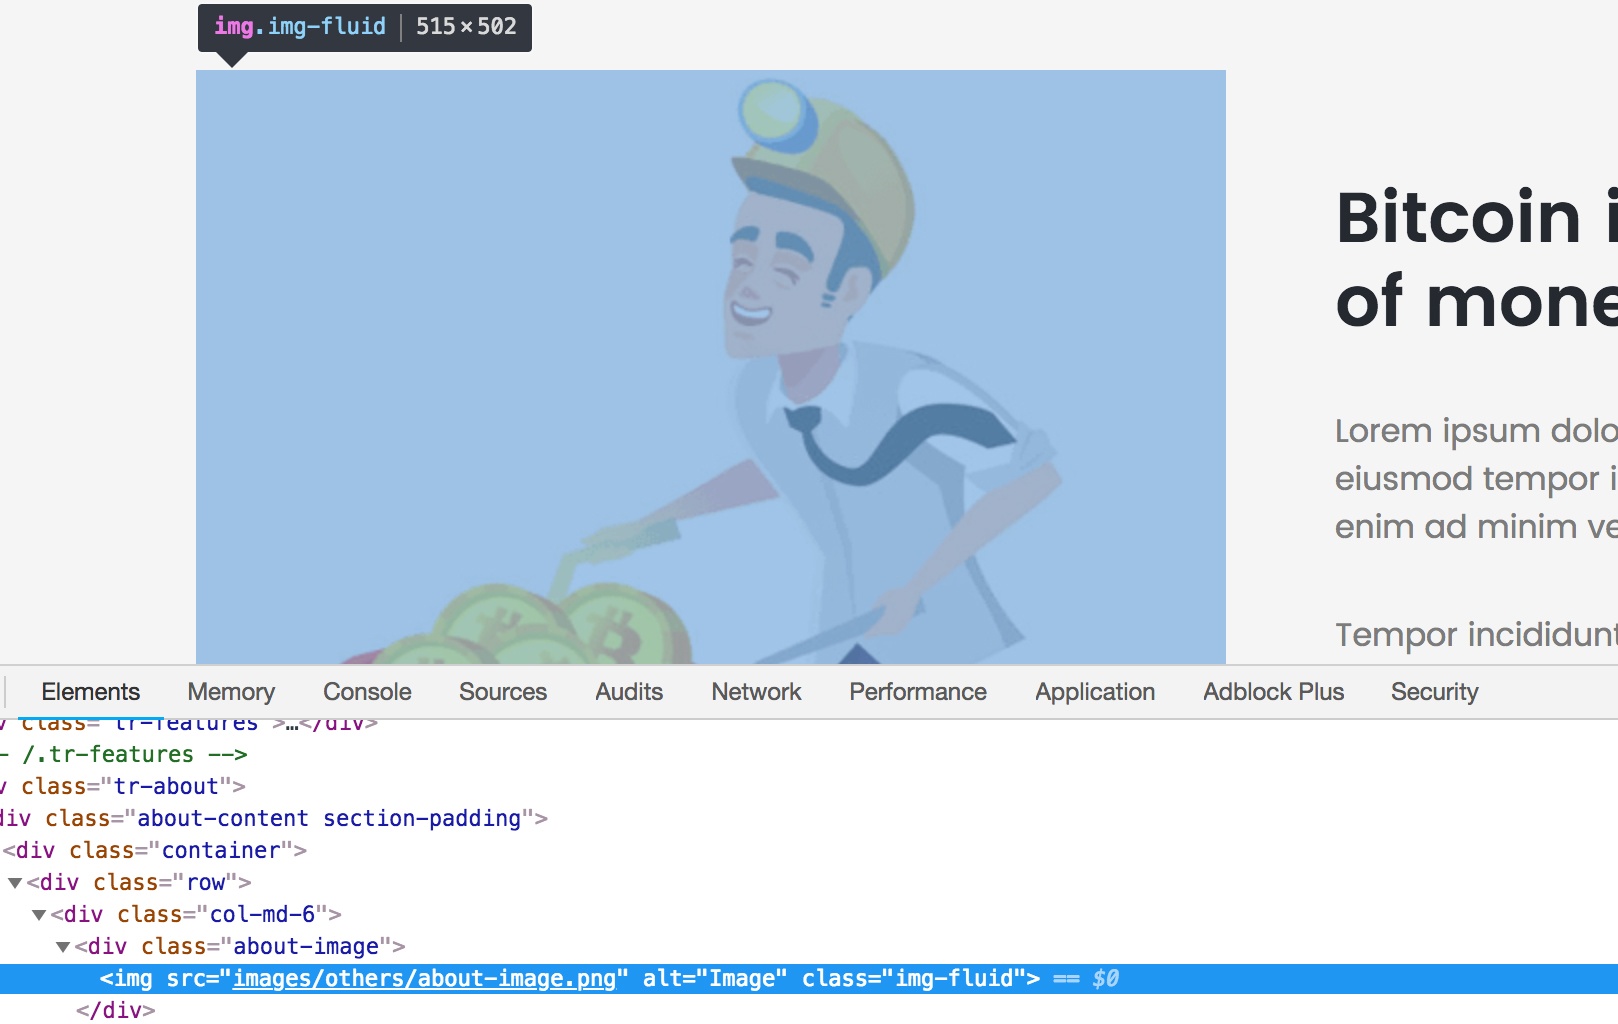 img.img-fluid | 515×502
Bitcoin i
of mone
Lorem ipsum dolo
eiusmod tempor i
enim ad minim ve
Tempor incididunt
Elements Memory Console Sources Audits Network Performance Application Adblock Plus Security
v class="tr-features">…</div>
- /.tr-features -->
v class="tr-about">
div class="about-content section-padding">
<div class="container">
▼<div class="row">
▼<div class="col-md-6">
▼<div class="about-image">
<img src="images/others/about-image.png" alt="Image" class="img-fluid"> == $0
</div>